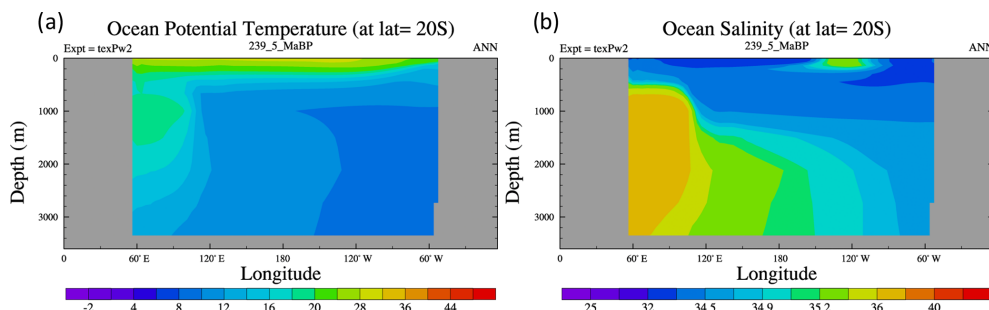 (a)
Ocean Potential Temperature (at lat= 20S)
Expt = texPw2
239_5_MaBP
ANN
0
1000
2000
3000
Depth (m)
0
60°E
120°E
180
120°W
60°W
Longitude
-2 4 8 12 16 20 24 28 36 44
(b)
Ocean Salinity (at lat= 20S)
Expt = texPw2
239_5_MaBP
ANN
0
1000
2000
3000
Depth (m)
0
60°E
120°E
180
120°W
60°W
Longitude
25 32 34.5 34.9 35.2 36 40